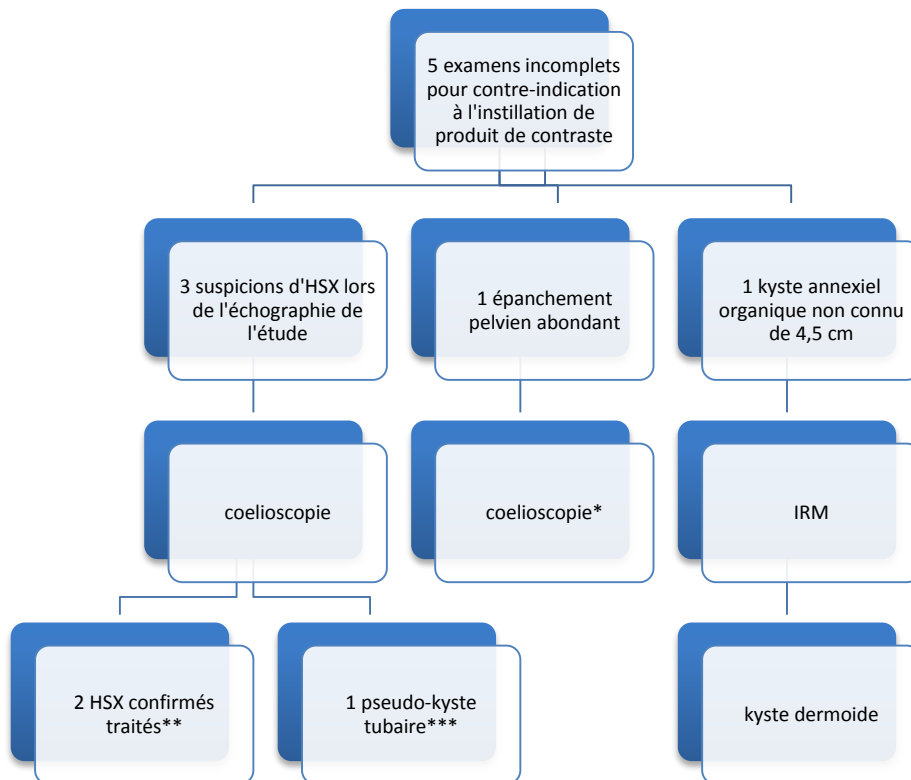 5 examens incomplets
pour contre-indication
à l'instillation de
produit de contraste
3 suspicions d'HSX lors
de l'échographie de
l'étude
1 épanchement
pelvien abondant
1 kyste annexiel
organique non connu
de 4,5 cm
coelioscopie
coelioscopie*
IRM
2 HSX confirmés
traités**
1 pseudo-kyste
tubaire***
kyste dermoide